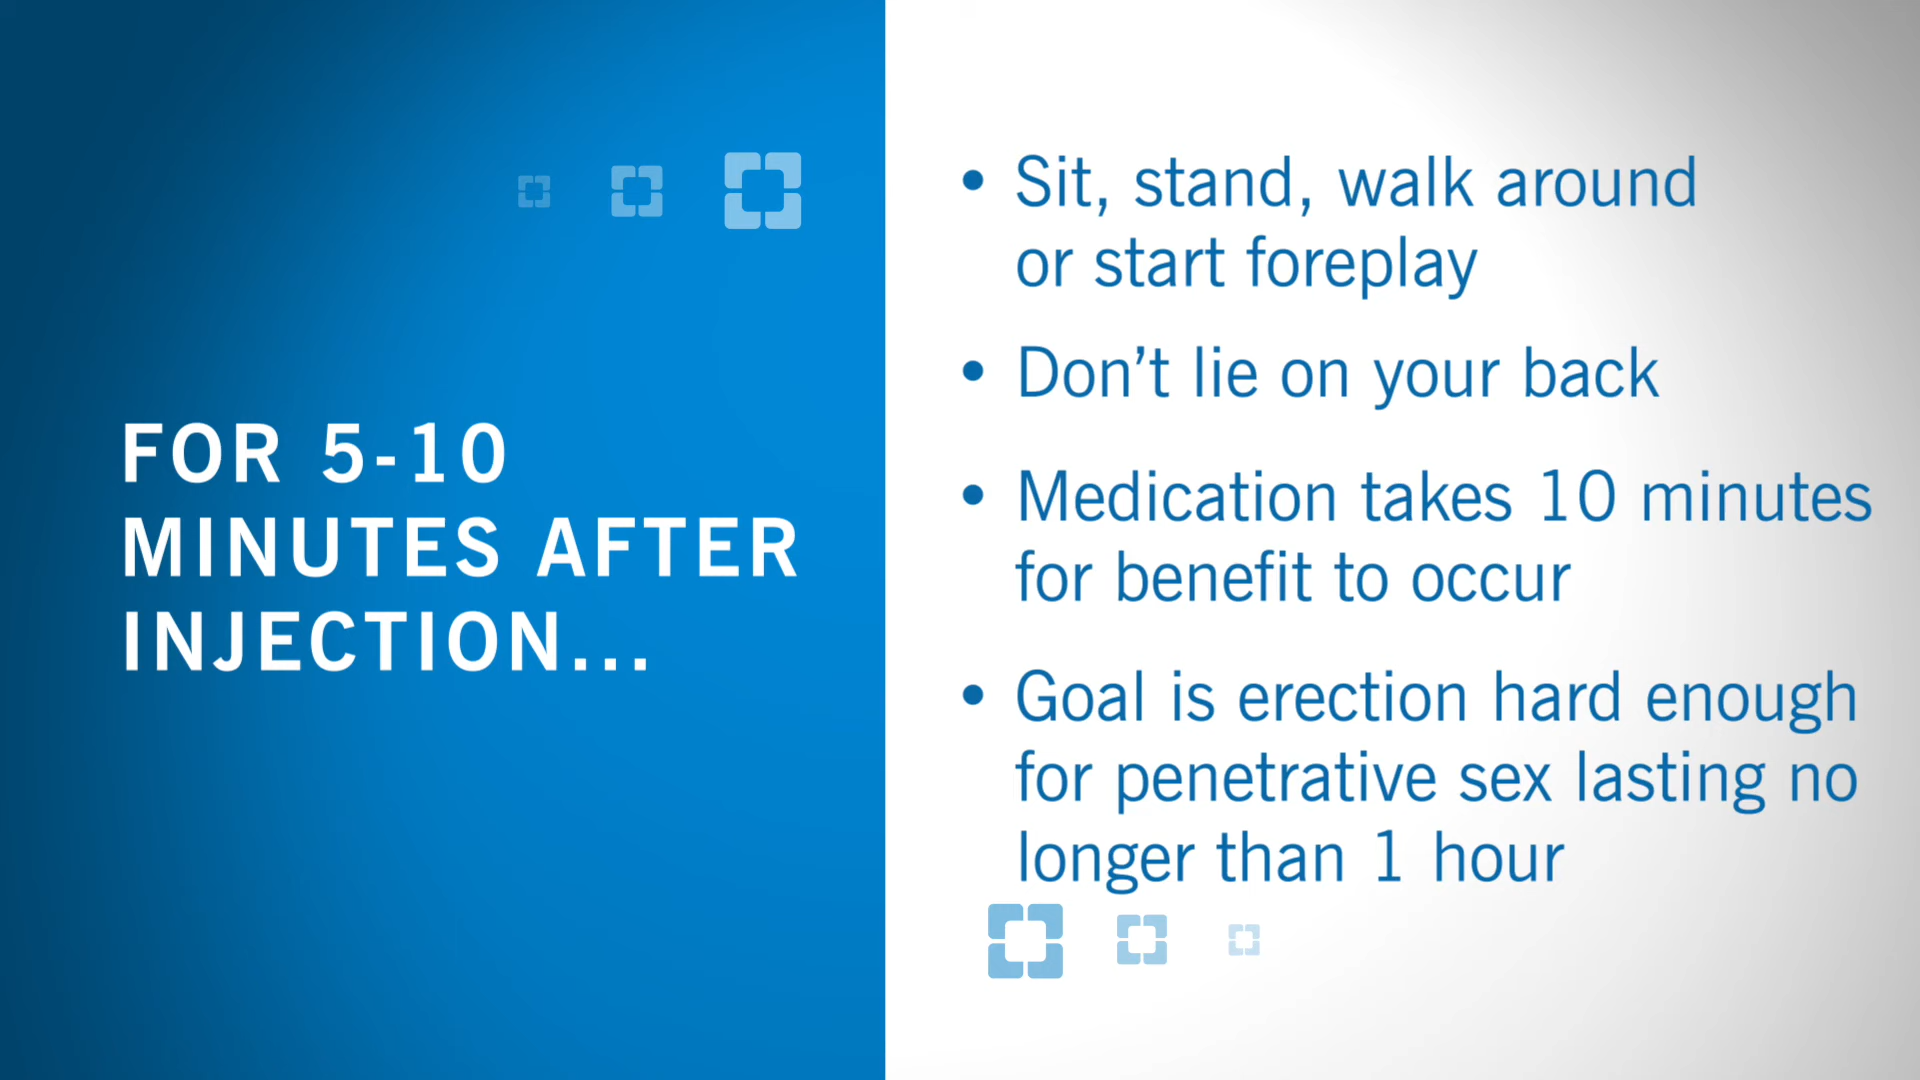 FOR 5-10
MINUTES AFTER
INJECTION...
• Sit, stand, walk around
or start foreplay
• Don’t lie on your back
• Medication takes 10 minutes
for benefit to occur
• Goal is erection hard enough
for penetrative sex lasting no
longer than 1 hour